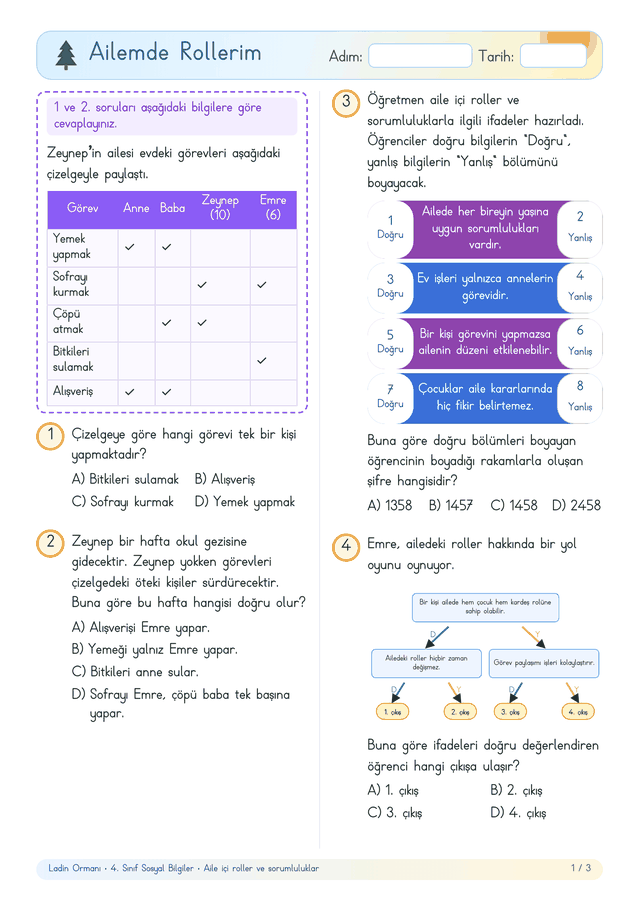 Ailemde Rollerim
Adım:
Tarih:
1 ve 2. soruları aşağıdaki bilgilere göre
cevaplayınız.
Zeynep'in ailesi evdeki görevleri aşağıdaki
çizelgeyle paylaştı.
Görev Anne Baba Zeynep (10) Emre (6)
Yemek yapmak ✓ ✓
Sofrayı kurmak ✓ ✓
Çöpü atmak ✓ ✓
Bitkileri sulamak ✓
Alışveriş ✓ ✓
1
Çizelgeye göre hangi görevi tek bir kişi
yapmaktadır?
A) Bitkileri sulamak B) Alışveriş
C) Sofrayı kurmak D) Yemek yapmak
2
Zeynep bir hafta okul gezisine
gidecektir. Zeynep yokken görevleri
çizelgedeki öteki kişiler sürdürecektir.
Buna göre bu hafta hangisi doğru olur?
A) Alışverişi Emre yapar.
B) Yemeği yalnız Emre yapar.
C) Bitkileri anne sular.
D) Sofrayı Emre, çöpü baba tek başına
yapar.
3
Öğretmen aile içi roller ve
sorumluluklarla ilgili ifadeler hazırladı.
Öğrenciler doğru bilgilerin "Doğru",
yanlış bilgilerin "Yanlış" bölümünü
boyayacak.
1 Doğru
Ailede her bireyin yaşına
uygun sorumlulukları
vardır.
2 Yanlış
3 Doğru
Ev işleri yalnızca annelerin
görevidir.
4 Yanlış
5 Doğru
Bir kişi görevini yapmazsa
ailenin düzeni etkilenebilir.
6 Yanlış
7 Doğru
Çocuklar aile kararlarında
hiç fikir belirtemez.
8 Yanlış
Buna göre doğru bölümleri boyayan
öğrencinin boyadığı rakamlarla oluşan
şifre hangisidir?
A) 1358 B) 1457 C) 1458 D) 2458
4
Emre, ailedeki roller hakkında bir yol
oyunu oynuyor.
Bir kişi ailede hem çocuk hem kardeş rolüne
sahip olabilir.
D Y
Ailedeki roller hiçbir zaman
değişmez.
Görev paylaşımı işleri kolaylaştırır.
D Y D Y
1. çıkış 2. çıkış 3. çıkış 4. çıkış
Buna göre ifadeleri doğru değerlendiren
öğrenci hangi çıkışa ulaşır?
A) 1. çıkış B) 2. çıkış
C) 3. çıkış D) 4. çıkış
Ladin Ormanı • 4. Sınıf Sosyal Bilgiler • Aile içi roller ve sorumluluklar
1 / 3